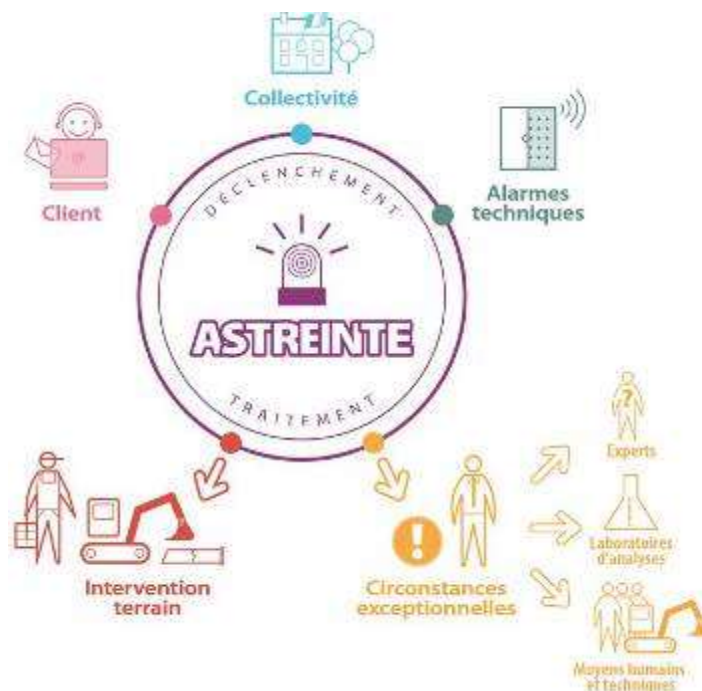 Collectivité
Client
Alarmes
techniques
DÉCLENCHEMENT
ASTREINTE
TRAITEMENT
Intervention
terrain
Circonstances
exceptionnelles
Experts
Laboratoires
d'analyses
Moyens humains
et techniques